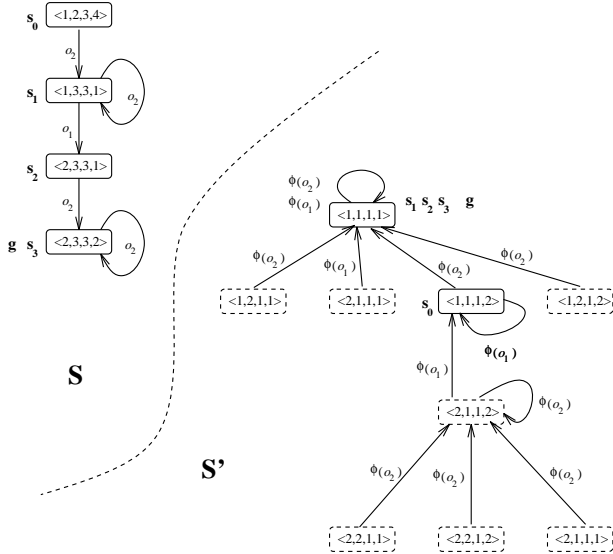 s0 <1,2,3,4>
o2
s1 <1,3,3,1> o2
o1
s2 <2,3,3,1>
o2
g s3 <2,3,3,2> o2
S
S'
ϕ(o2)
ϕ(o1)
<1,1,1,1> s1 s2 s3 g
ϕ(o2) ϕ(o1) ϕ(o2) ϕ(o2)
<1,2,1,1> <2,1,1,1> s0 <1,1,1,2> <1,2,1,2>
ϕ(o1)
ϕ(o1)
<2,1,1,2> ϕ(o2)
ϕ(o2) ϕ(o2) ϕ(o2)
<2,2,1,1> <2,2,1,2> <2,1,1,1>